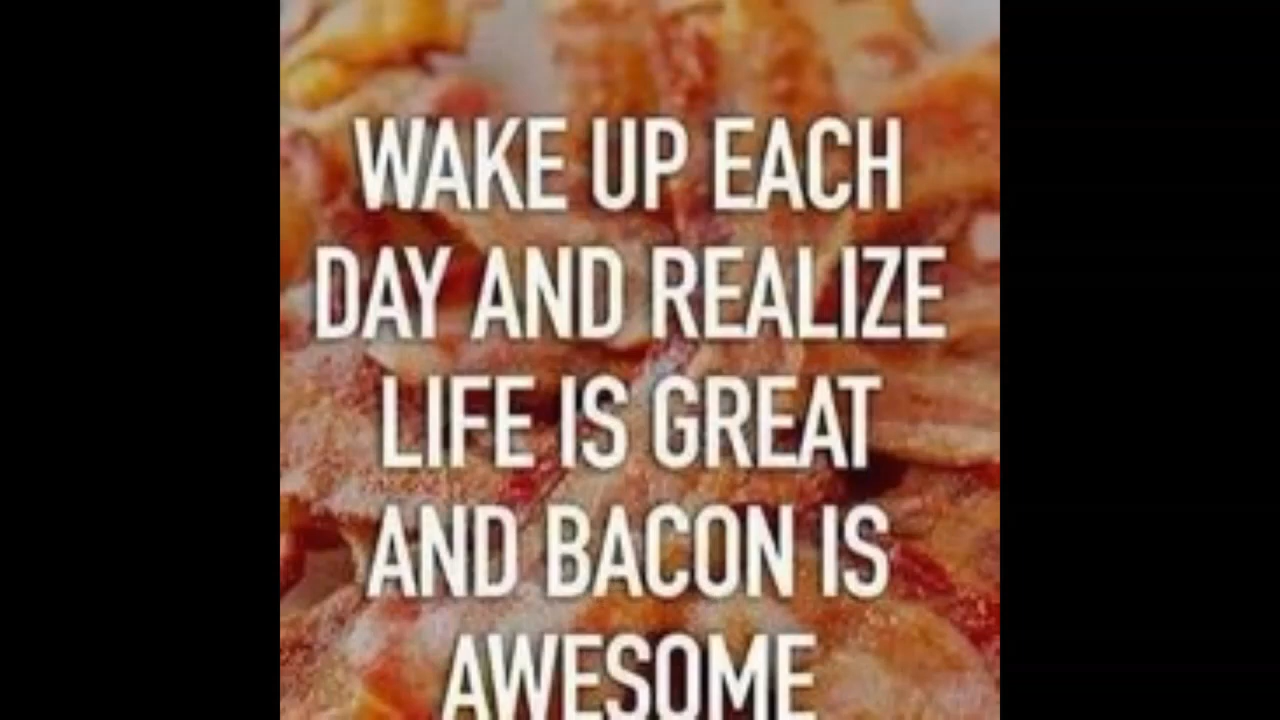 WAKE UP EACH
DAY AND REALIZE
LIFE IS GREAT
AND BACON IS
AWESOME